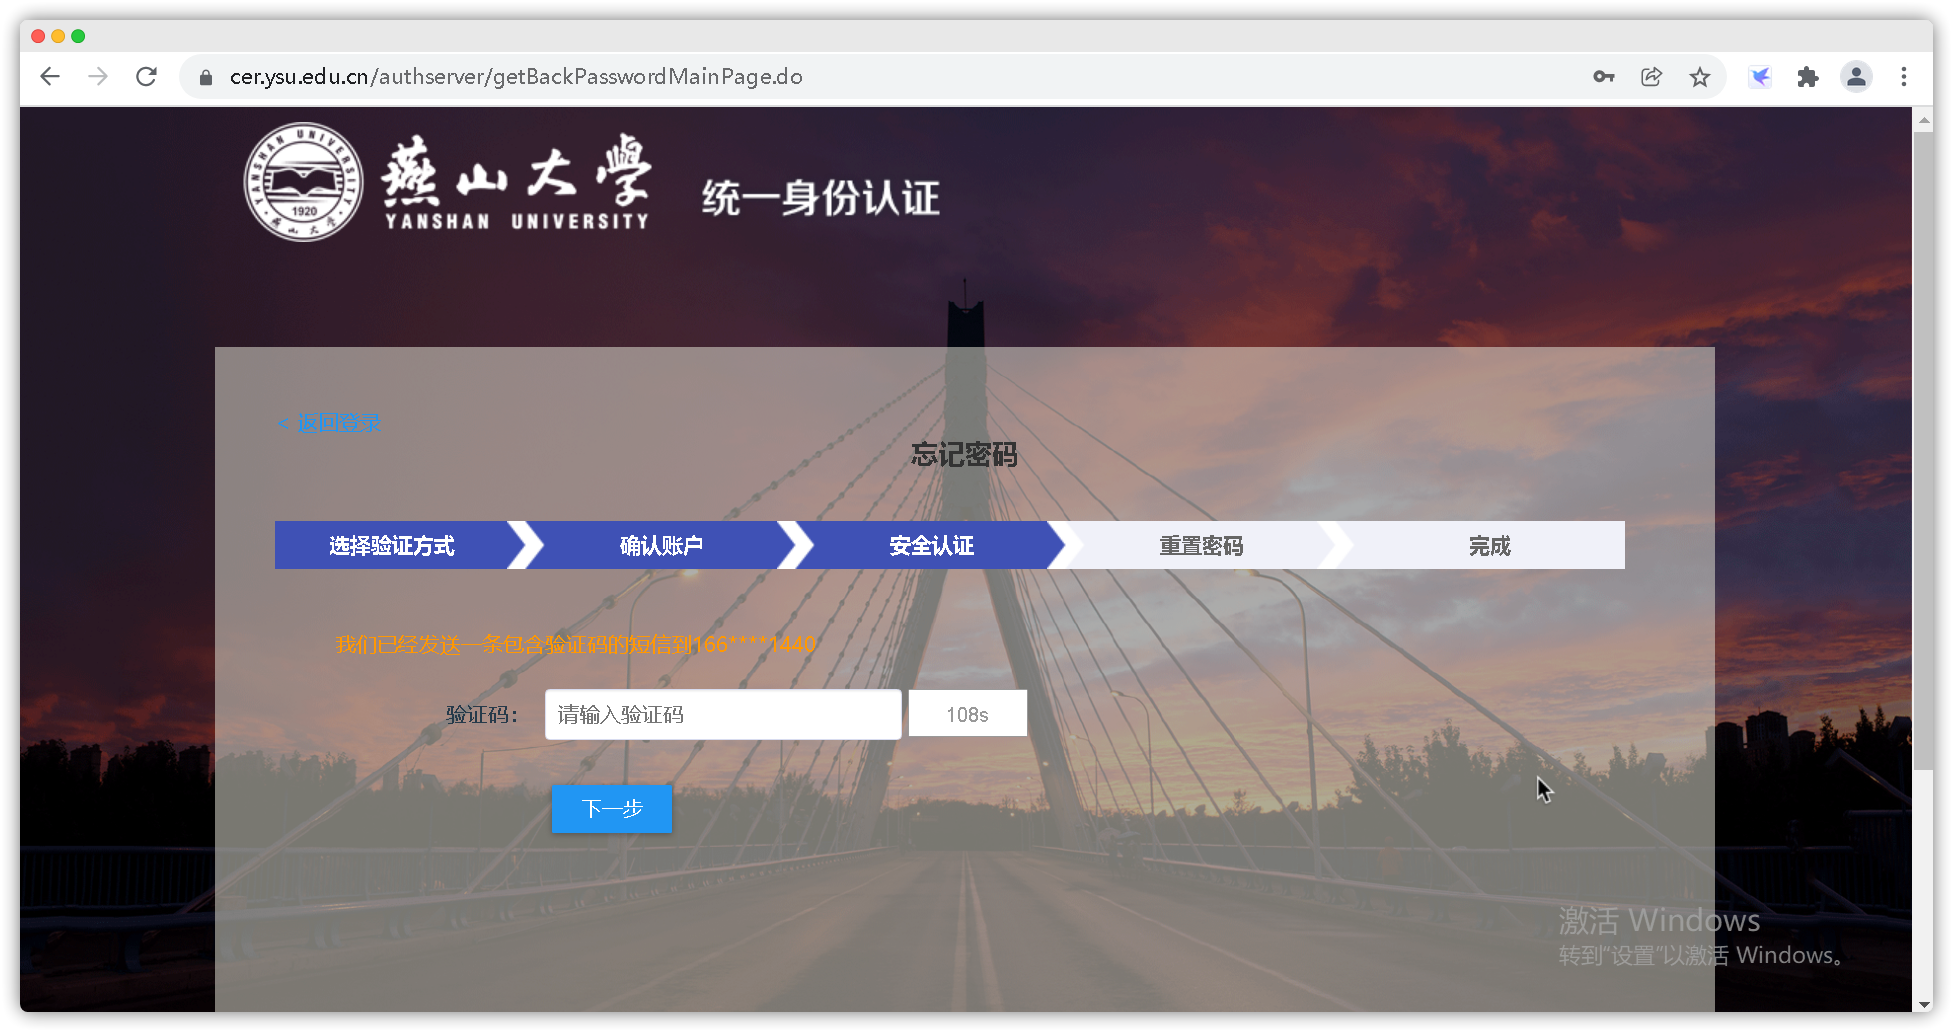 cer.ysu.edu.cn/authserver/getBackPasswordMainPage.do
YANSHAN UNIVERSITY
1920
燕山大学
燕山大學
YANSHAN UNIVERSITY
统一身份认证
< 返回登录
忘记密码
选择验证方式
确认账户
安全认证
重置密码
完成
我们已经发送一条包含验证码的短信到166****1440
验证码：
请输入验证码
108s
下一步
激活 Windows
转到“设置”以激活 Windows。